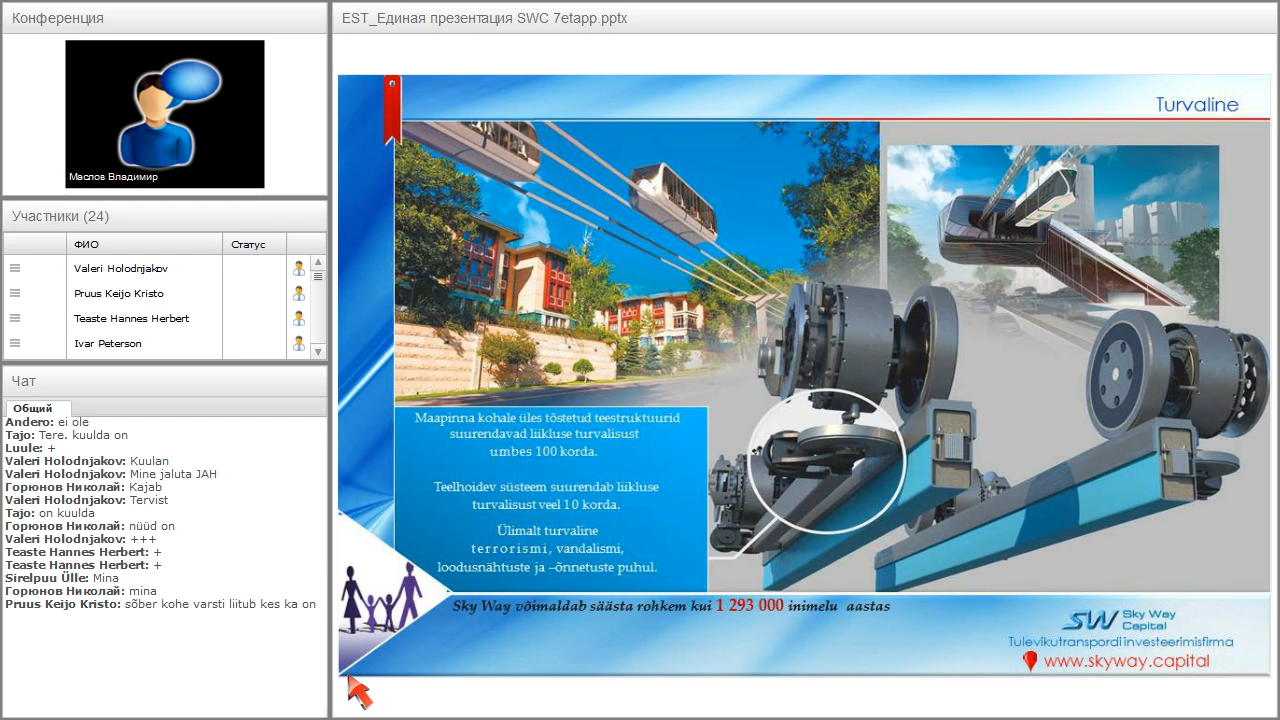 Конференция
Маслов Владимир
Участники (24)
ФИО
Статус
Valeri Holodnjakov
Pruus Keijo Kristo
Teaste Hannes Herbert
Ivar Peterson
Чат
Общий
Andero: ei ole
Tajo: Tere. kuulda on
Luule: +
Valeri Holodnjakov: Kuulan
Valeri Holodnjakov: Mine jaluta JAH
Горюнов Николай: Kajab
Valeri Holodnjakov: Tervist
Tajo: on kuulda
Горюнов Николай: nüüd on
Valeri Holodnjakov: +++
Teaste Hannes Herbert: +
Teaste Hannes Herbert: +
Sirelpuu Ülle: Mina
Горюнов Николай: mina
Pruus Keijo Kristo: sõber kohe varsti liitub kes ka on
EST_Единая презентация SWC 7etapp.pptx
Turvaline
Maapinna kohale üles tõstetud teestruktuurid
suurendavad liikluse turvalisust
umbes 100 korda.
Teelhoidev süsteem suurendab liikluse
turvalisust veel 10 korda.
Ülimalt turvaline
terrorismi, vandalismi,
loodusnähtuste ja –õnnetuste puhul.
Sky Way võimaldab säästa rohkem kui 1 293 000 inimelu aastas
SW Sky Way
Capital
Tulevikutranspordi investeerimisfirma
www.skyway.capital